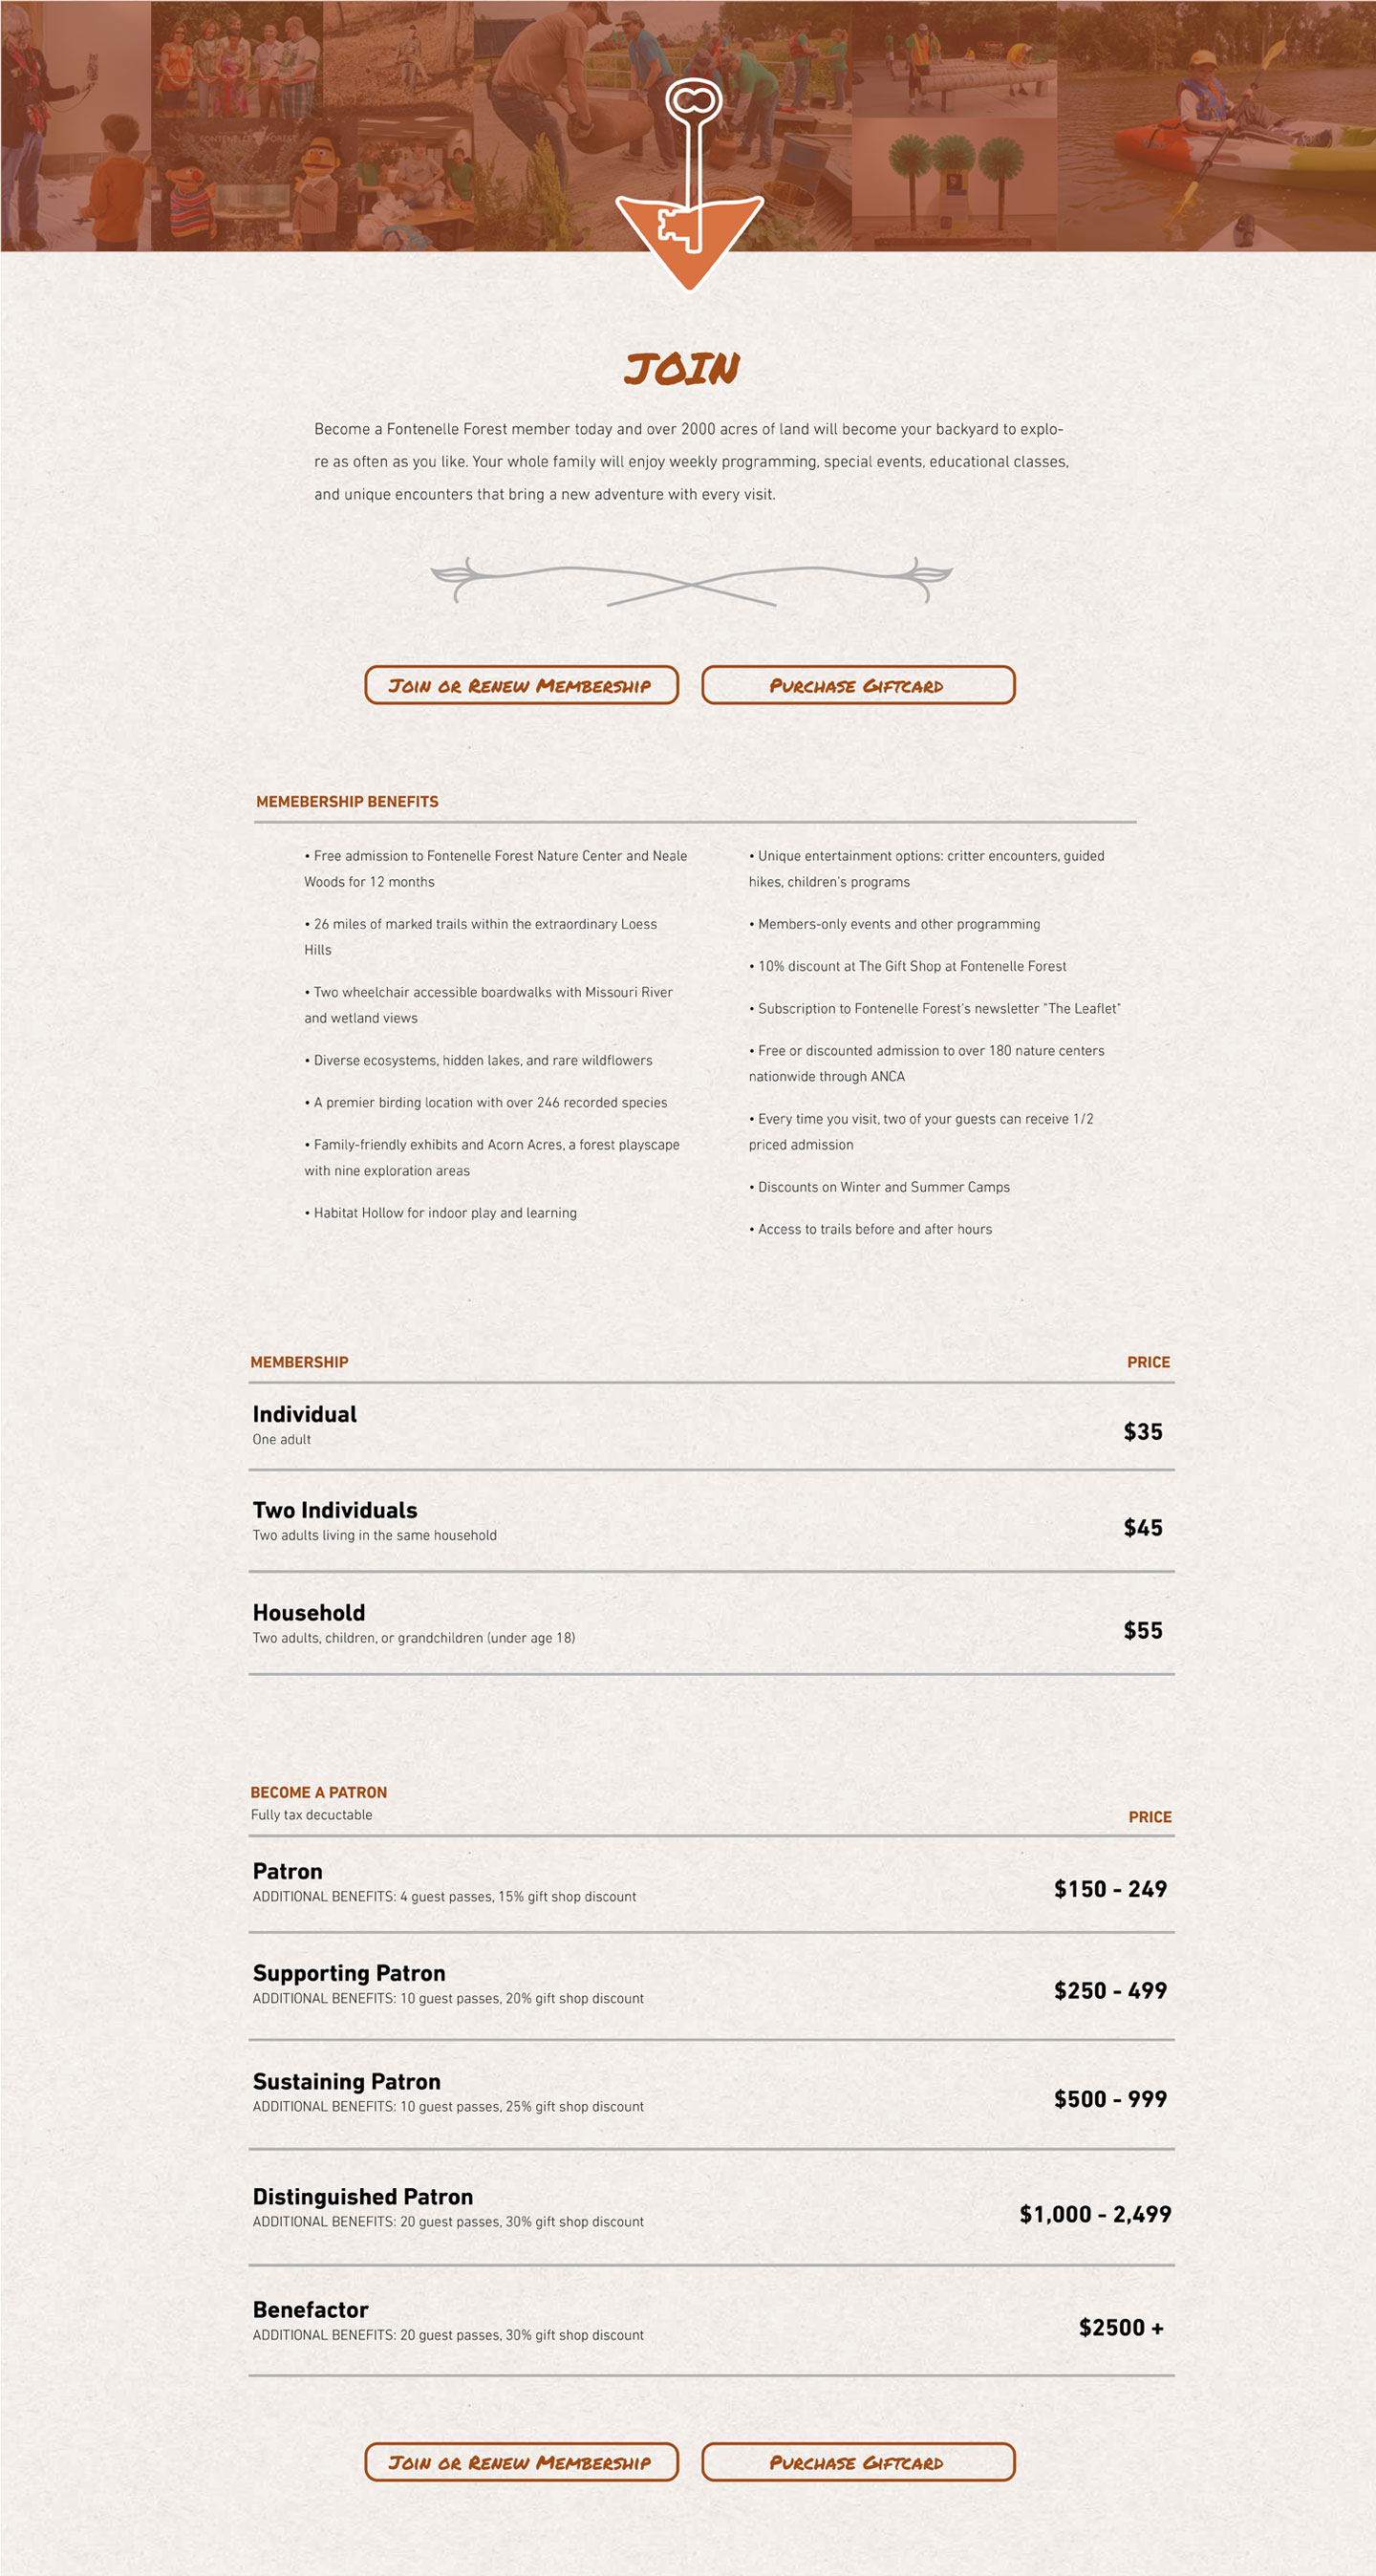 FONTENELLE FOREST
JOIN
Become a Fontenelle Forest member today and over 2000 acres of land will become your backyard to explo-
re as often as you like. Your whole family will enjoy weekly programming, special events, educational classes,
and unique encounters that bring a new adventure with every visit.
Join or Renew Membership
Purchase Giftcard
MEMEBERSHIP BENEFITS
• Free admission to Fontenelle Forest Nature Center and Neale
Woods for 12 months
• 26 miles of marked trails within the extraordinary Loess
Hills
• Two wheelchair accessible boardwalks with Missouri River
and wetland views
• Diverse ecosystems, hidden lakes, and rare wildflowers
• A premier birding location with over 246 recorded species
• Family-friendly exhibits and Acorn Acres, a forest playscape
with nine exploration areas
• Habitat Hollow for indoor play and learning
• Unique entertainment options: critter encounters, guided
hikes, children's programs
• Members-only events and other programming
• 10% discount at The Gift Shop at Fontenelle Forest
• Subscription to Fontenelle Forest's newsletter "The Leaflet"
• Free or discounted admission to over 180 nature centers
nationwide through ANCA
• Every time you visit, two of your guests can receive 1/2
priced admission
• Discounts on Winter and Summer Camps
• Access to trails before and after hours
MEMBERSHIP
PRICE
Individual
One adult
$35
Two Individuals
Two adults living in the same household
$45
Household
Two adults, children, or grandchildren (under age 18)
$55
BECOME A PATRON
Fully tax decuctable
PRICE
Patron
ADDITIONAL BENEFITS: 4 guest passes, 15% gift shop discount
$150 - 249
Supporting Patron
ADDITIONAL BENEFITS: 10 guest passes, 20% gift shop discount
$250 - 499
Sustaining Patron
ADDITIONAL BENEFITS: 10 guest passes, 25% gift shop discount
$500 - 999
Distinguished Patron
ADDITIONAL BENEFITS: 20 guest passes, 30% gift shop discount
$1,000 - 2,499
Benefactor
ADDITIONAL BENEFITS: 20 guest passes, 30% gift shop discount
$2500 +
Join or Renew Membership
Purchase Giftcard